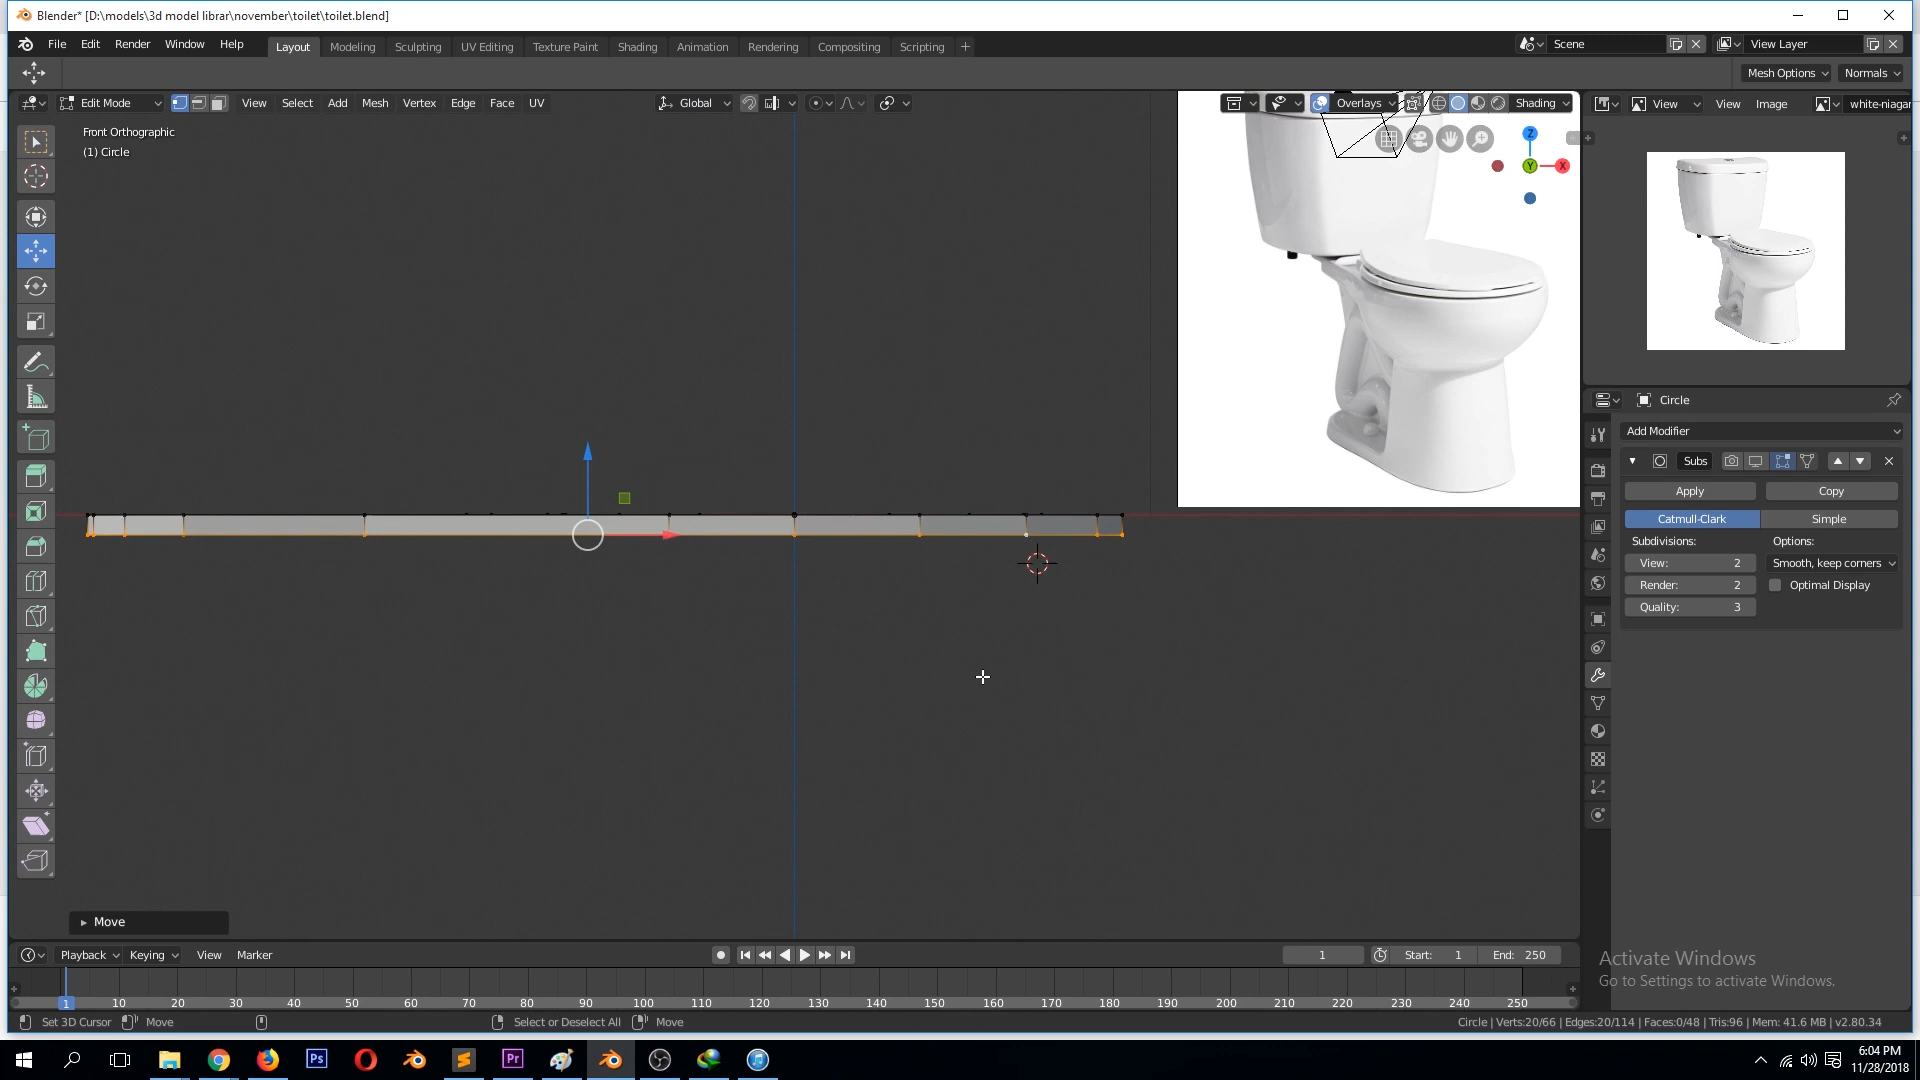 Blender* [D:\models\3d model librar\november\toilet\toilet.blend]
File Edit Render Window Help Layout Modeling Sculpting UV Editing Texture Paint Shading Animation Rendering Compositing Scripting + Scene View Layer
Mesh Options Normals
Edit Mode View Select Add Mesh Vertex Edge Face UV Global Overlays Shading View View Image white-niagar
Front Orthographic
(1) Circle
Z
Y X
Circle
Add Modifier
Subs
Apply Copy
Catmull-Clark Simple
Subdivisions: Options:
View: 2 Smooth, keep corners
Render: 2 Optimal Display
Quality: 3
Move
Playback Keying View Marker 1 Start: 1 End: 250
Activate Windows
Go to Settings to activate Windows.
1 10 20 30 40 50 60 70 80 90 100 110 120 130 140 150 160 170 180 190 200 210 220 230 240 250
Set 3D Cursor Move Select or Deselect All Move Circle | Verts:20/66 | Edges:20/114 | Faces:0/48 | Tris:96 | Mem: 41.6 MB | v2.80.34
Ps Pr
6:04 PM
11/28/2018